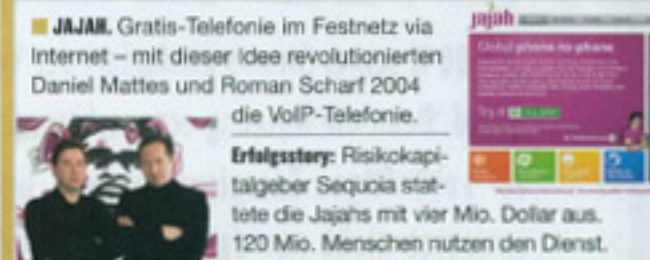 JAJAH. Gratis-Telefonie im Festnetz via
Internet – mit dieser Idee revolutionierten
Daniel Mattes und Roman Scharf 2004
die VoIP-Telefonie.
Erfolgsstory: Risikokapi-
talgeber Sequoia stat-
tete die Jajahs mit vier Mio. Dollar aus.
120 Mio. Menschen nutzen den Dienst.
jajah
Global phone-to-phone
Try it